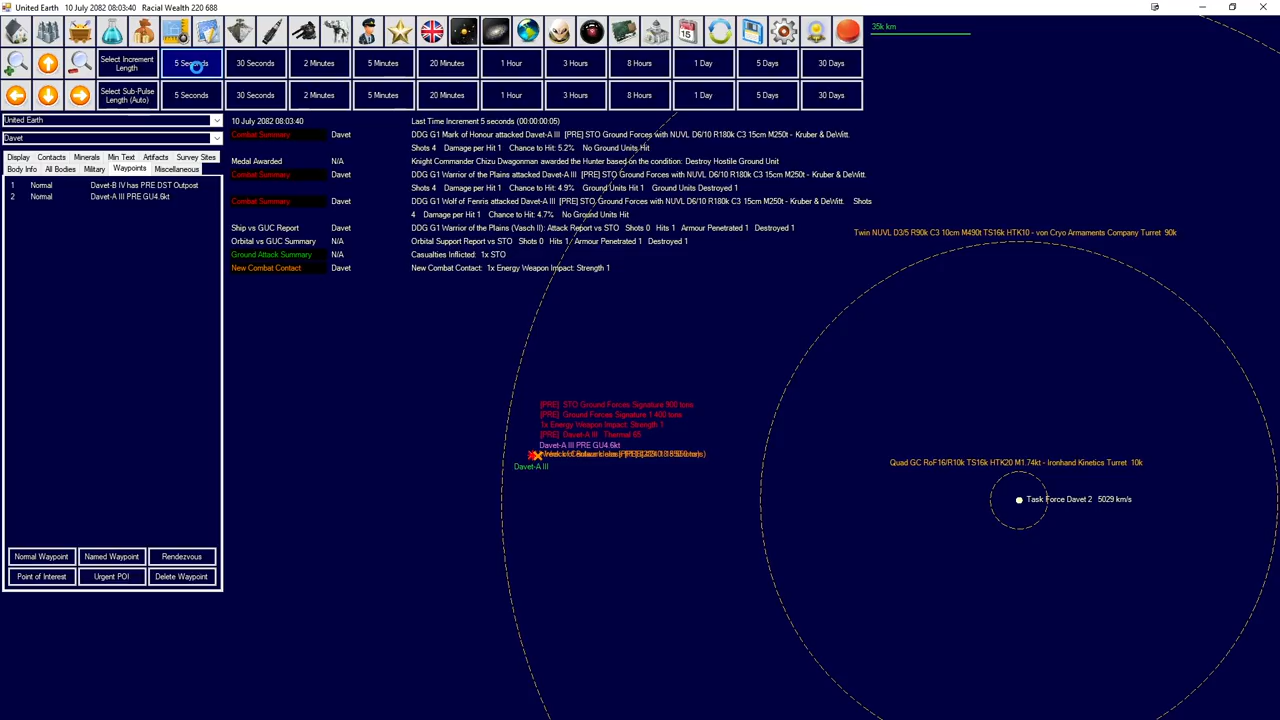 United Earth 10 July 2082 08:03:40 Racial Wealth 220 688
15
Select Increment Length
5 Seconds
30 Seconds
2 Minutes
5 Minutes
20 Minutes
1 Hour
3 Hours
8 Hours
1 Day
5 Days
30 Days
Select Sub-Pulse Length (Auto)
5 Seconds
30 Seconds
2 Minutes
5 Minutes
20 Minutes
1 Hour
3 Hours
8 Hours
1 Day
5 Days
30 Days
35k km
United Earth
Davet
Display Contacts Minerals Min Text Artifacts Survey Sites
Body Info All Bodies Military Waypoints Miscellaneous
1 Normal Davet-B IV has PRE DST Outpost
2 Normal Davet-A III PRE GU4.6kt
Normal Waypoint Named Waypoint Rendezvous
Point of Interest Urgent POI Delete Waypoint
10 July 2082 08:03:40 Last Time Increment 5 seconds (00:00:00:05)
Combat Summary Davet DDG G1 Mark of Honour attacked Davet-A III [PRE] STO Ground Forces with NUVL D6/10 R180k C3 15cm M250t - Kruber & DeWitt.
Shots 4 Damage per Hit 1 Chance to Hit: 5.2% No Ground Units Hit
Medal Awarded N/A Knight Commander Chizu Dwagonman awarded the Hunter based on the condition: Destroy Hostile Ground Unit
Combat Summary Davet DDG G1 Warrior of the Plains attacked Davet-A III [PRE] STO Ground Forces with NUVL D6/10 R180k C3 15cm M250t - Kruber & DeWitt.
Shots 4 Damage per Hit 1 Chance to Hit: 4.9% Ground Units Hit 1 Ground Units Destroyed 1
Combat Summary Davet DDG G1 Wolf of Fenris attacked Davet-A III [PRE] STO Ground Forces with NUVL D6/10 R180k C3 15cm M250t - Kruber & DeWitt. Shots
4 Damage per Hit 1 Chance to Hit: 4.7% No Ground Units Hit
Ship vs GUC Report Davet DDG G1 Warrior of the Plains (Vasch II): Attack Report vs STO Shots 0 Hits 1 Armour Penetrated 1 Destroyed 1
Orbital vs GUC Summary N/A Orbital Support Report vs STO Shots 0 Hits 1 Armour Penetrated 1 Destroyed 1
Ground Attack Summary N/A Casualties Inflicted: 1x STO
New Combat Contact Davet New Combat Contact: 1x Energy Weapon Impact: Strength 1
Twin NUVL D3/5 R90k C3 10cm M490t TS16k HTK10 - von Cryo Armaments Company Turret 90k
[PRE] STO Ground Forces Signature 900 tons
[PRE] Ground Forces Signature 1 400 tons
1x Energy Weapon Impact: Strength 1
[PRE] Davet-A III Thermal 65
Davet-A III PRE GU4.6kt
Davet-A III
Quad GC RoF16/R10k TS16k HTK20 M1.74kt - Ironhand Kinetics Turret 10k
Task Force Davet 2 5029 km/s